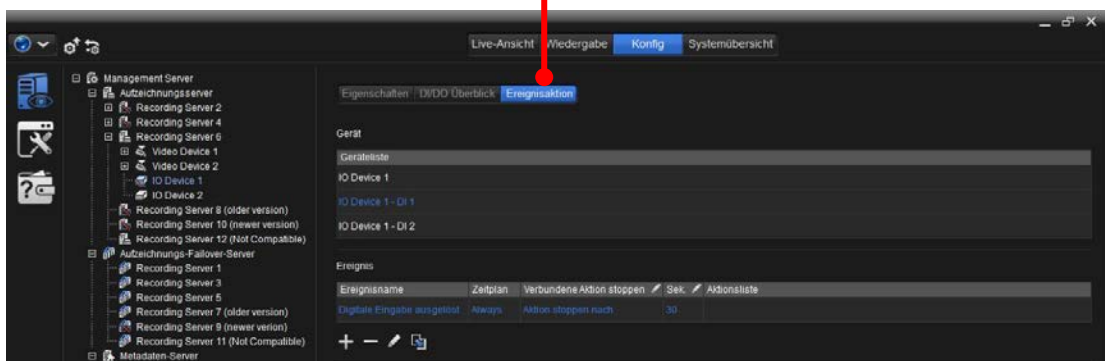 Live-Ansicht Wiedergabe Konfig Systemübersicht
Management Server
Aufzeichnungsserver
Recording Server 2
Recording Server 4
Recording Server 6
Video Device 1
Video Device 2
IO Device 1
IO Device 2
Recording Server 8 (older version)
Recording Server 10 (newer version)
Recording Server 12 (Not Compatible)
Aufzeichnungs-Failover-Server
Recording Server 1
Recording Server 3
Recording Server 5
Recording Server 7 (older version)
Recording Server 9 (newer verion)
Recording Server 11 (Not Compatible)
Metadaten-Server
Eigenschaften DI/DO Überblick Ereignisaktion
Gerät
Geräteliste
IO Device 1
IO Device 1 - DI 1
IO Device 1 - DI 2
Ereignis
Ereignisname Zeitplan Verbundene Aktion stoppen Sek. Aktionsliste
Digitale Eingabe ausgelöst Always Aktion stoppen nach 30